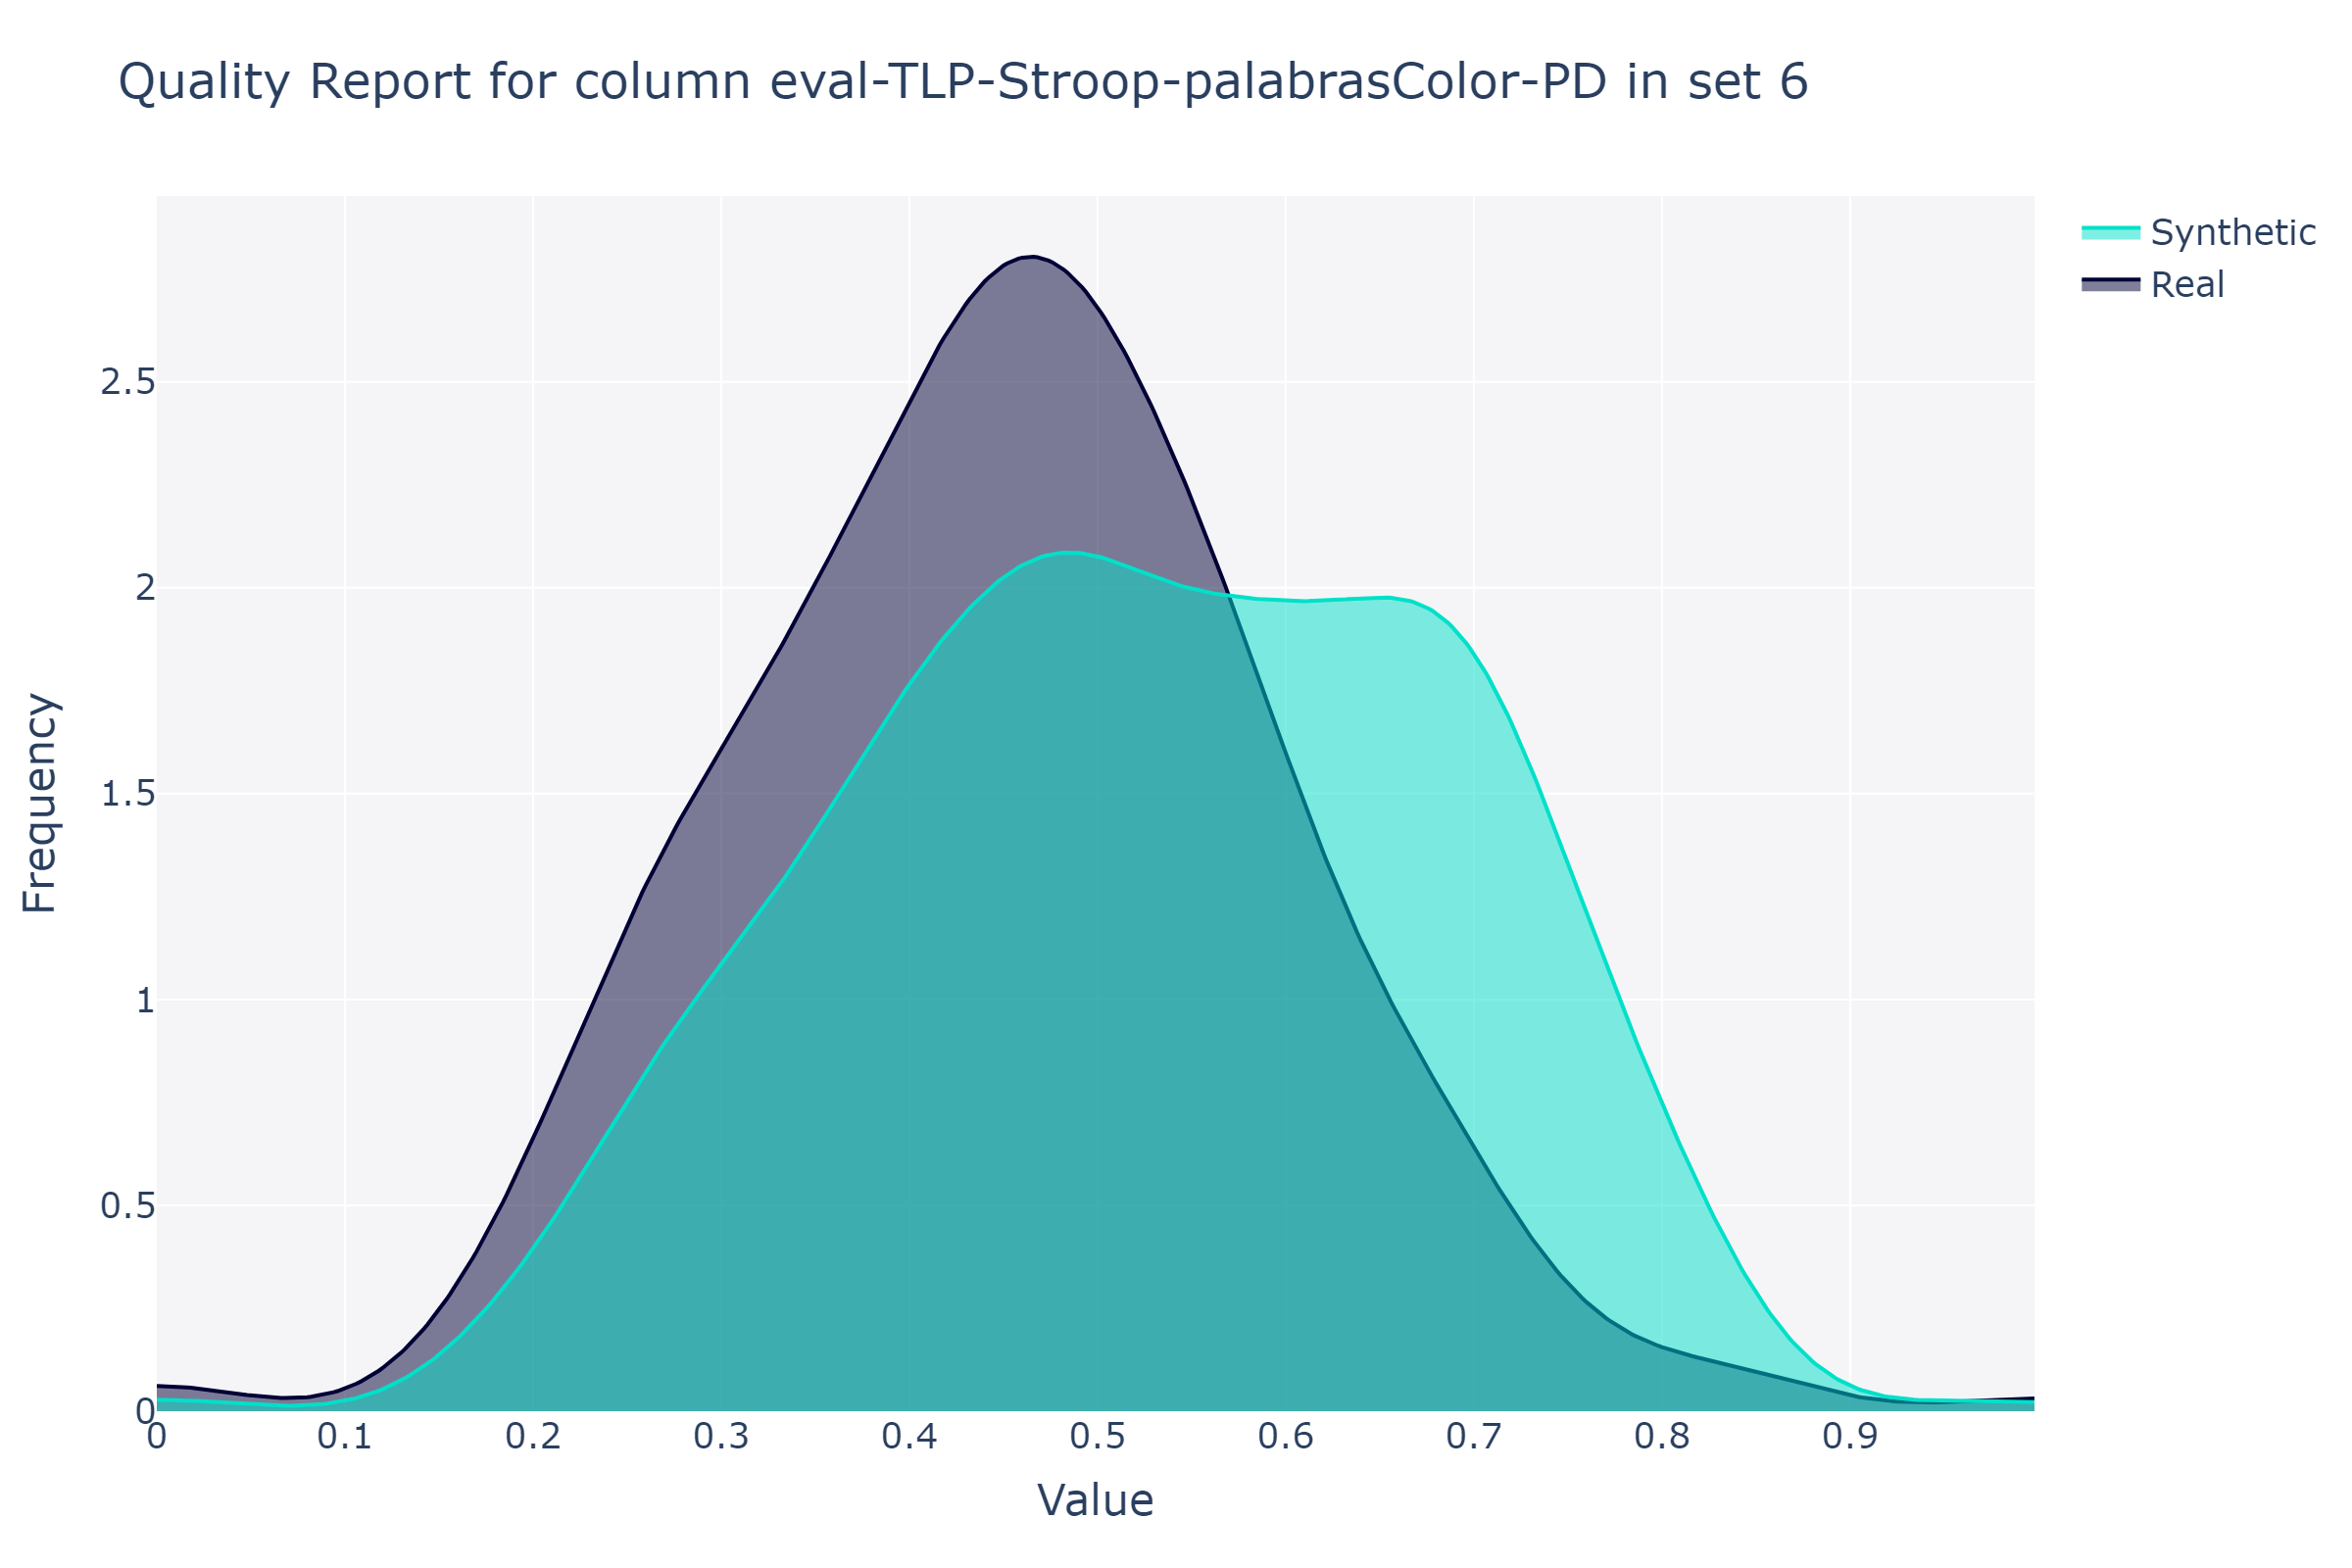 Quality Report for column eval-TLP-Stroop-palabrasColor-PD in set 6
Synthetic
Real
2.5
2
1.5
1
0.5
0
Frequency
0 0.1 0.2 0.3 0.4 0.5 0.6 0.7 0.8 0.9
Value